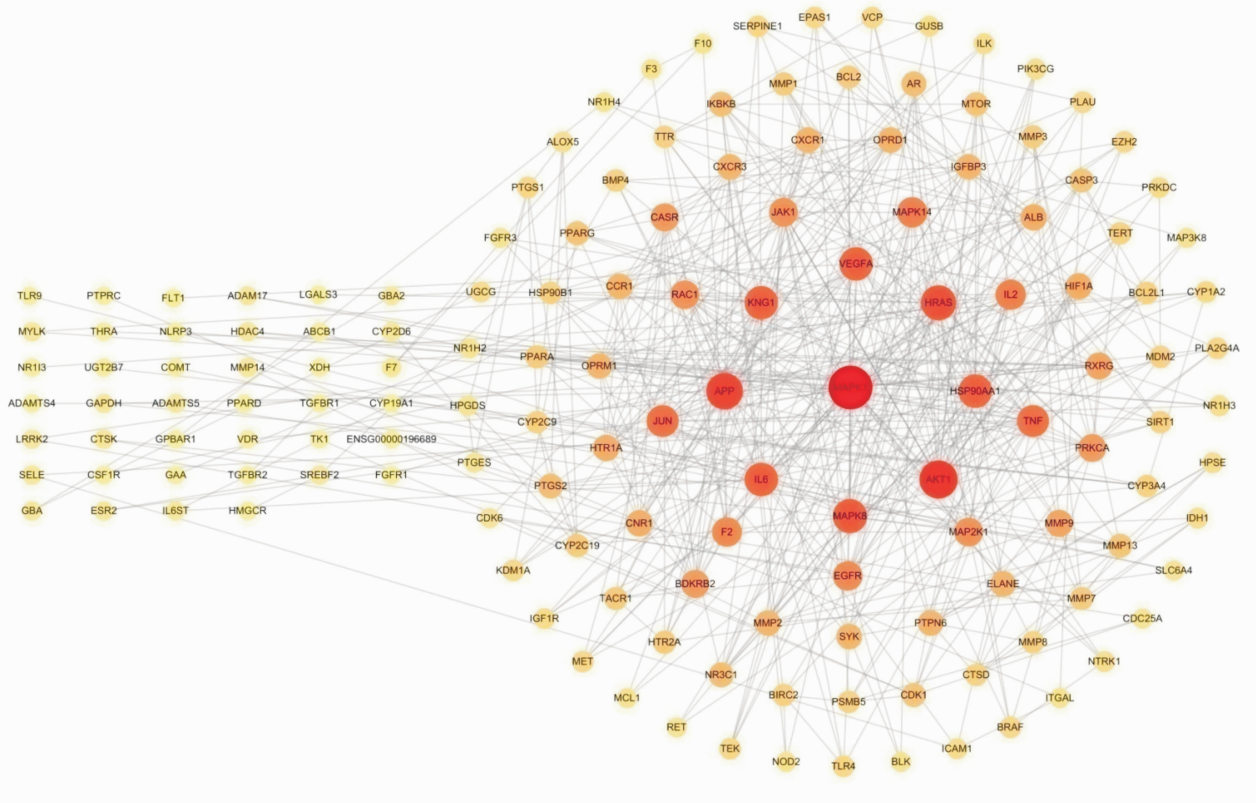 EPAS1 VCP
SERPINE1 GUSB
F10 ILK
F3 PIK3CG
MMP1 BCL2 AR
NR1H4 IKBKB MTOR PLAU
ALOX5 TTR CXCR1 OPRD1 MMP3 EZH2
CXCR3 IGFBP3
PTGS1 BMP4 CASP3 PRKDC
CASR JAK1 MAPK14 ALB
FGFR3 PPARG TERT MAP3K8
VEGFA
TLR9 PTPRC FLT1 ADAM17 LGALS3 GBA2 UGCG HSP90B1 CCR1 RAC1 KNG1 HRAS IL2 HIF1A BCL2L1 CYP1A2
MYLK THRA NLRP3 HDAC4 ABCB1 CYP2D6
NR1H2 PPARA MDM2 PLA2G4A
NR1I3 UGT2B7 COMT MMP14 XDH F7 OPRM1 RXRG
APP HSP90AA1
ADAMTS4 GAPDH ADAMTS5 PPARD TGFBR1 CYP19A1 HPGDS NR1H3
CYP2C9 JUN TNF SIRT1
LRRK2 CTSK GPBAR1 VDR TK1 ENSG00000196689 HTR1A PRKCA
PTGES HPSE
SELE CSF1R GAA TGFBR2 SREBF2 FGFR1 PTGS2 IL6 AKT1 CYP3A4
GBA ESR2 IL6ST HMGCR
CDK6 CNR1 F2 MAPK8 MAP2K1 MMP9 IDH1
CYP2C19 MMP13
KDM1A BDKRB2 EGFR ELANE SLC6A4
TACR1 MMP7
IGF1R MMP2 PTPN6 CDC25A
HTR2A SYK MMP8
MET NR3C1 CTSD NTRK1
MCL1 BIRC2 PSMB5 CDK1 ITGAL
RET BRAF
TEK ICAM1
NOD2 TLR4 BLK